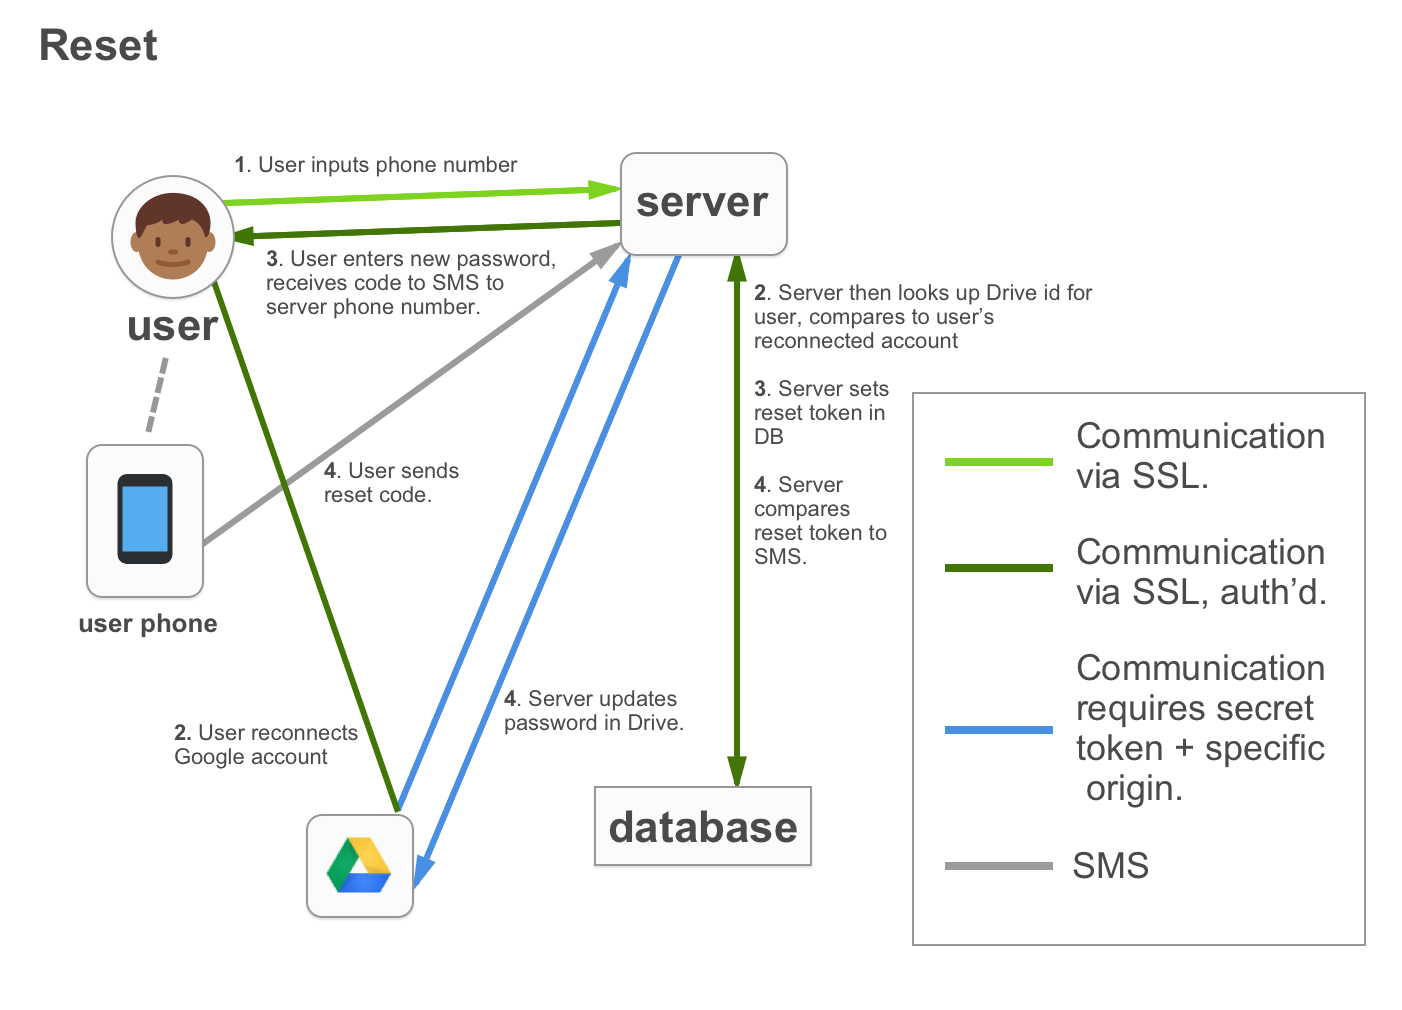 Reset
1. User inputs phone number
server
3. User enters new password,
receives code to SMS to
server phone number.
user
2. Server then looks up Drive id for
user, compares to user’s
reconnected account
3. Server sets
reset token in
DB
4. Server
compares
reset token to
SMS.
4. User sends
reset code.
user phone
4. Server updates
password in Drive.
2. User reconnects
Google account
database
Communication
via SSL.
Communication
via SSL, auth’d.
Communication
requires secret
token + specific
origin.
SMS